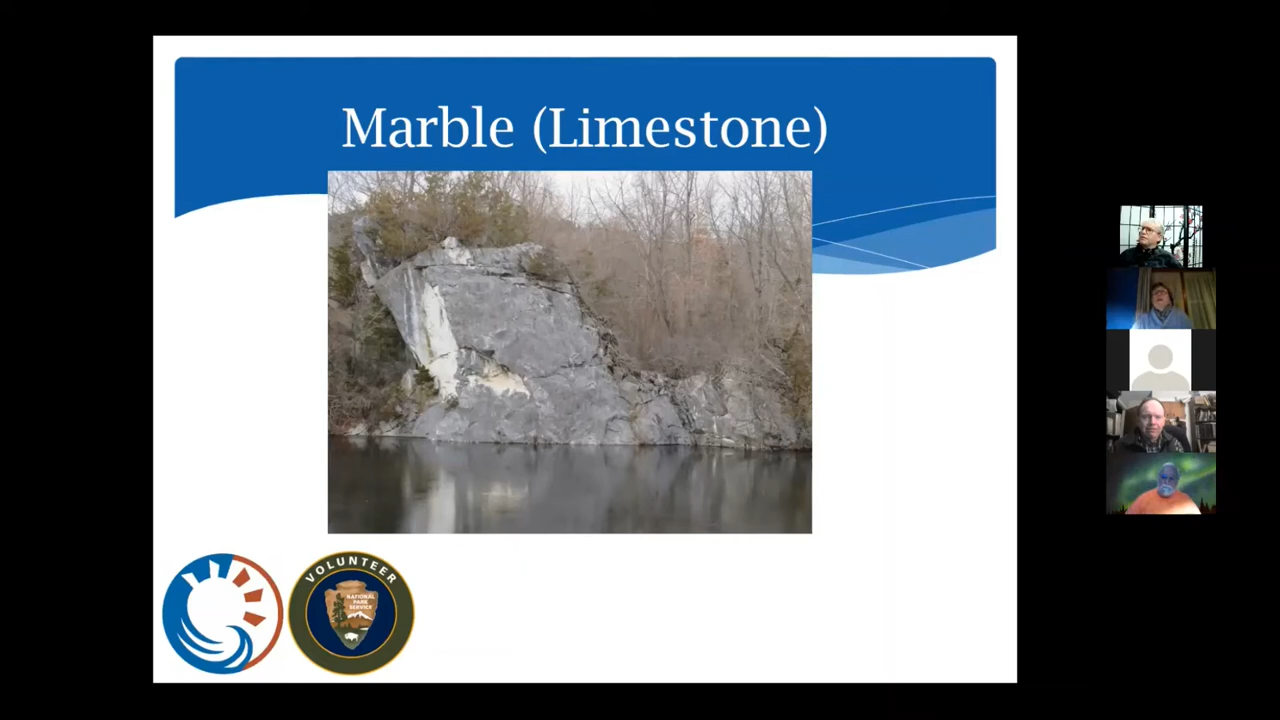 Marble (Limestone)
VOLUNTEER
NATIONAL
PARK
SERVICE